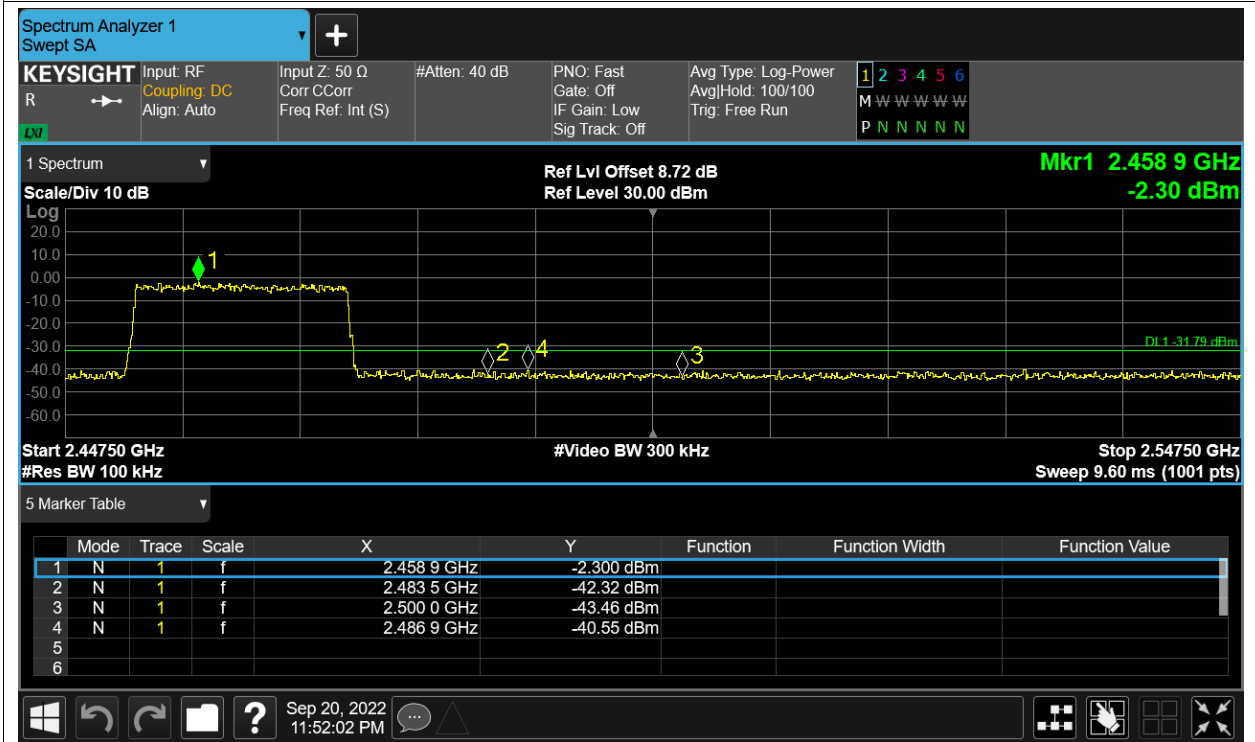 Spectrum Analyzer 1
Swept SA
+
KEYSIGHT Input: RF Input Z: 50 Ω #Atten: 40 dB PNO: Fast Avg Type: Log-Power 1 2 3 4 5 6
R Coupling: DC Corr CCorr Gate: Off Avg|Hold: 100/100 M W W W W W
Align: Auto Freq Ref: Int (S) IF Gain: Low Trig: Free Run
LXI Sig Track: Off P N N N N N
1 Spectrum Ref Lvl Offset 8.72 dB Mkr1 2.458 9 GHz
Scale/Div 10 dB Ref Level 30.00 dBm -2.30 dBm
Log
20.0
10.0
1
0.00
-10.0
-20.0
-30.0
DL1 -31.79 dBm
2 4 3
-40.0
-50.0
-60.0
Start 2.44750 GHz #Video BW 300 kHz Stop 2.54750 GHz
#Res BW 100 kHz Sweep 9.60 ms (1001 pts)
5 Marker Table
Mode Trace Scale X Y Function Function Width Function Value
1 N 1 f 2.458 9 GHz -2.300 dBm
2 N 1 f 2.483 5 GHz -42.32 dBm
3 N 1 f 2.500 0 GHz -43.46 dBm
4 N 1 f 2.486 9 GHz -40.55 dBm
5
6
? Sep 20, 2022
11:52:02 PM